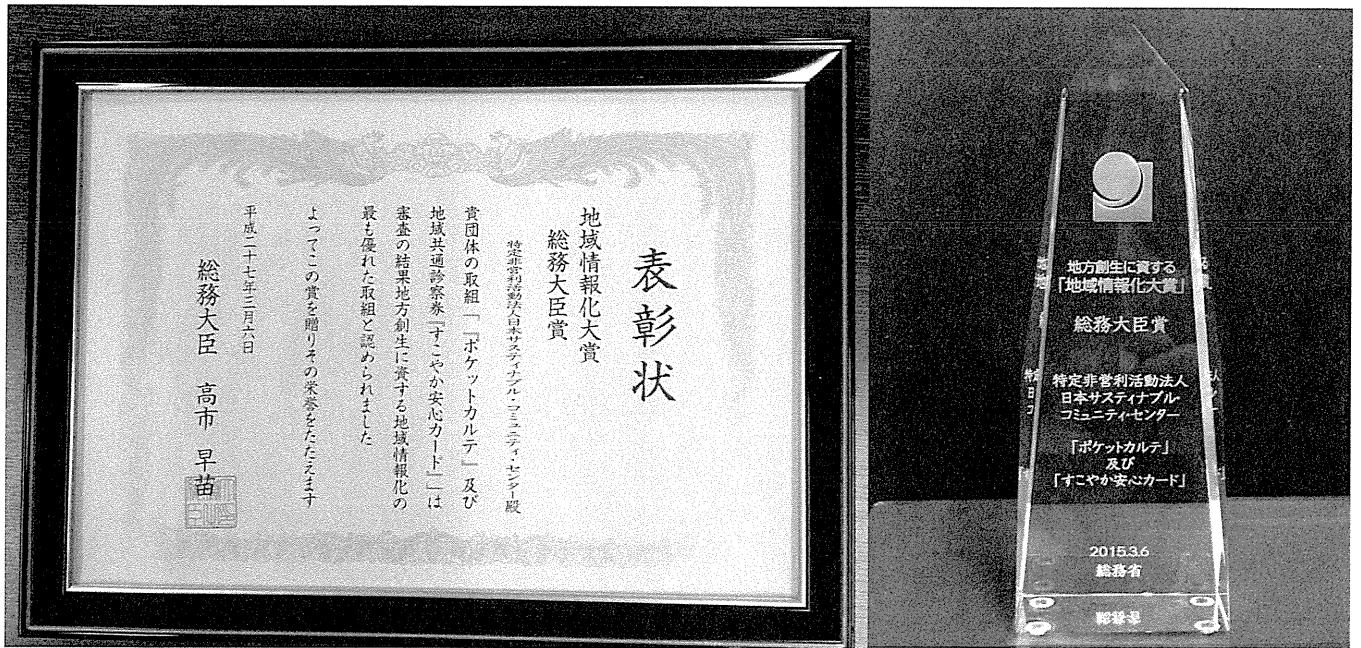 表彰状
地域情報化大賞
総務大臣賞
特定非営利活動法人日本サスティナブル・コミュニティ・センター殿
貴団体の取組「『ポケットカルテ』及び
地域共通診察券『すこやか安心カード』」は
審査の結果地方創生に資する地域情報化の
最も優れた取組と認められました
よってこの賞を贈りその栄誉をたたえます
平成二十七年三月六日
総務大臣 高市 早苗
地方創生に資する
「地域情報化大賞」
総務大臣賞
特定非営利活動法人
日本サスティナブル・
コミュニティ・センター
「ポケットカルテ」
及び
「すこやか安心カード」
2015.3.6
総務省